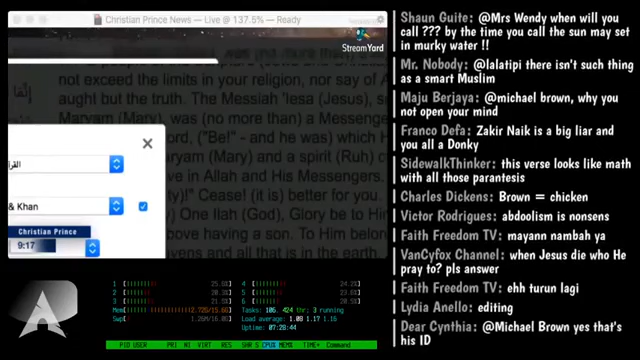 Christian Prince News — Live @ 137.5% — Ready
StreamYard
not exceed the limits in your religion, nor say of A
aught but the truth. The Messiah 'Iesa (Jesus), s
Maryam (Mary), was (no more than) a Messenger
ord, ("Be!" - and he was) which H
aryam (Mary) and a spirit (Ruh) c
ve in Allah and His Messengers.
ty)!" Cease! (it is) better for you.
) One Ilah (God), Glory be to Him
bove having a son. To Him belon
vens and all that is in the earth.
& Khan
Christian Prince
9:17
Shaun Guite: @Mrs Wendy when will you
call ??? by the time you call the sun may set
in murky water !!
Mr. Nobody: @lalatipi there isn't such thing
as a smart Muslim
Maju Berjaya: @michael brown, why you
not open your mind
Franco Defa: Zakir Naik is a big liar and
you all a Donky
SidewalkThinker: this verse looks like math
with all those parantesis
Charles Dickens: Brown = chicken
Victor Rodrigues: abdoolism is nonsens
Faith Freedom TV: mayann nambah ya
VanCyfox Channel: when Jesus die who He
pray to? pls answer
Faith Freedom TV: ehh turun lagi
Lydia Anello: editing
Dear Cynthia: @Michael Brown yes that's
his ID
Tasks: 106, 424 thr; 3 running
Load average: 1.09 1.17 1.16
Uptime: 07:28:44
PID USER PRI NI VIRT RES SHR S CPU% MEM% TIME+ Command